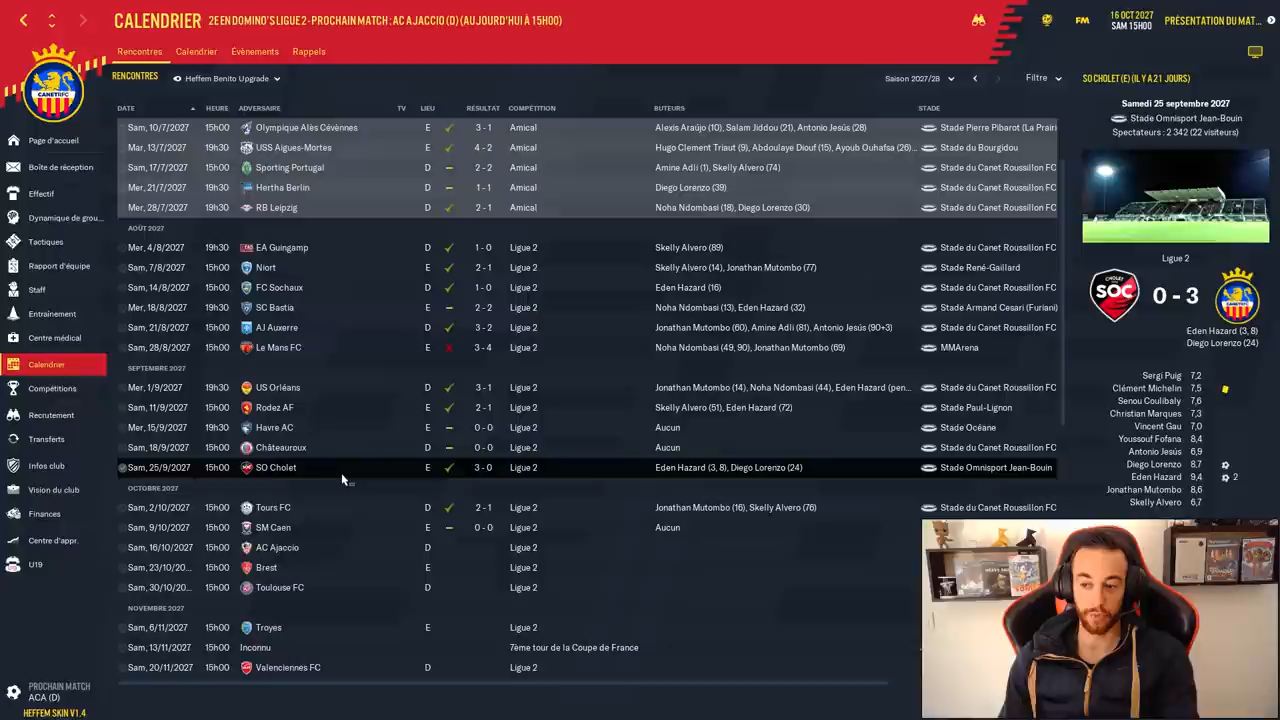 CALENDRIER 2E EN DOMINO'S LIGUE 2 - PROCHAIN MATCH : AC AJACCIO (D) (AUJOURD'HUI À 15H00)
FM
16 OCT 2027
SAM 15H00
PRÉSENTATION DU MAT...
Rencontres Calendrier Évènements Rappels
RENCONTRES Heffem Benito Upgrade Saison 2027/28 Filtre
CANET RFC
Page d'accueil
Boîte de réception
Effectif
Dynamique de grou...
Tactiques
Rapport d'équipe
Staff
Entrainement
Centre médical
Calendrier
Compétitions
Recrutement
Transferts
Infos club
Vision du club
Finances
Centre d'appr.
U19
PROCHAIN MATCH
ACA (D)
HEFFEM SKIN V1.4
DATE HEURE ADVERSAIRE TV LIEU RÉSULTAT COMPÉTITION BUTEURS STADE
Sam, 10/7/2027 15h00 Olympique Alès Cévènnes E 3 - 1 Amical Alexis Araújo (10), Salam Jiddou (21), Antonio Jesús (28) Stade Pierre Pibarot (La Prairi
Mar, 13/7/2027 19h30 USS Aigues-Mortes E 4 - 2 Amical Hugo Clement Triaut (9), Abdoulaye Diouf (15), Ayoub Ouhafsa (26)... Stade du Bourgidou
Sam, 17/7/2027 15h00 Sporting Portugal D 2 - 2 Amical Amine Adli (1), Skelly Alvero (74) Stade du Canet Roussillon FC
Mer, 21/7/2027 19h30 Hertha Berlin D 1 - 1 Amical Diego Lorenzo (39) Stade du Canet Roussillon FC
Mer, 28/7/2027 19h30 RB Leipzig D 2 - 1 Amical Noha Ndombasi (18), Diego Lorenzo (30) Stade du Canet Roussillon FC
AOÛT 2027
Mer, 4/8/2027 19h30 EA Guingamp D 1 - 0 Ligue 2 Skelly Alvero (89) Stade du Canet Roussillon FC
Sam, 7/8/2027 15h00 Niort E 2 - 1 Ligue 2 Skelly Alvero (14), Jonathan Mutombo (77) Stade René-Gaillard
Sam, 14/8/2027 15h00 FC Sochaux D 1 - 0 Ligue 2 Eden Hazard (16) Stade du Canet Roussillon FC
Mer, 18/8/2027 19h30 SC Bastia E 2 - 2 Ligue 2 Noha Ndombasi (13), Eden Hazard (32) Stade Armand Cesari (Furiani)
Sam, 21/8/2027 15h00 AJ Auxerre D 3 - 2 Ligue 2 Jonathan Mutombo (60), Amine Adli (81), Antonio Jesús (90+3) Stade du Canet Roussillon FC
Sam, 28/8/2027 15h00 Le Mans FC E 3 - 4 Ligue 2 Noha Ndombasi (49, 90), Jonathan Mutombo (69) MMArena
SEPTEMBRE 2027
Mer, 1/9/2027 19h30 US Orléans D 3 - 1 Ligue 2 Jonathan Mutombo (14), Noha Ndombasi (44), Eden Hazard (pen... Stade du Canet Roussillon FC
Sam, 11/9/2027 15h00 Rodez AF E 2 - 1 Ligue 2 Skelly Alvero (51), Eden Hazard (72) Stade Paul-Lignon
Mer, 15/9/2027 19h30 Havre AC E 0 - 0 Ligue 2 Aucun Stade Océane
Sam, 18/9/2027 15h00 Châteauroux D 0 - 0 Ligue 2 Aucun Stade du Canet Roussillon FC
Sam, 25/9/2027 15h00 SO Cholet E 3 - 0 Ligue 2 Eden Hazard (3, 8), Diego Lorenzo (24) Stade Omnisport Jean-Bouin
OCTOBRE 2027
Sam, 2/10/2027 15h00 Tours FC D 2 - 1 Ligue 2 Jonathan Mutombo (16), Skelly Alvero (76) Stade du Canet Roussillon FC
Sam, 9/10/2027 15h00 SM Caen E 0 - 0 Ligue 2 Aucun
Sam, 16/10/2027 15h00 AC Ajaccio D Ligue 2
Sam, 23/10/20... 15h00 Brest E Ligue 2
Sam, 30/10/20... 15h00 Toulouse FC D Ligue 2
NOVEMBRE 2027
Sam, 6/11/2027 15h00 Troyes E Ligue 2
Sam, 13/11/2027 15h00 Inconnu 7ème tour de la Coupe de France
Sam, 20/11/2027 15h00 Valenciennes FC D Ligue 2
SO CHOLET (E) (IL Y A 21 JOURS)
Samedi 25 septembre 2027
Stade Omnisport Jean-Bouin
Spectateurs : 2 342 (22 visiteurs)
Ligue 2
SOC 0 - 3 CANET RFC
Eden Hazard (3, 8)
Diego Lorenzo (24)
Sergi Puig 7,2
Clément Michelin 7,5
Senou Coulibaly 7,6
Christian Marques 7,3
Vincent Gau 7,0
Youssouf Fofana 8,4
Antonio Jesús 6,9
Diego Lorenzo 8,7
Eden Hazard 9,4 2
Jonathan Mutombo 8,6
Skelly Alvero 6,7